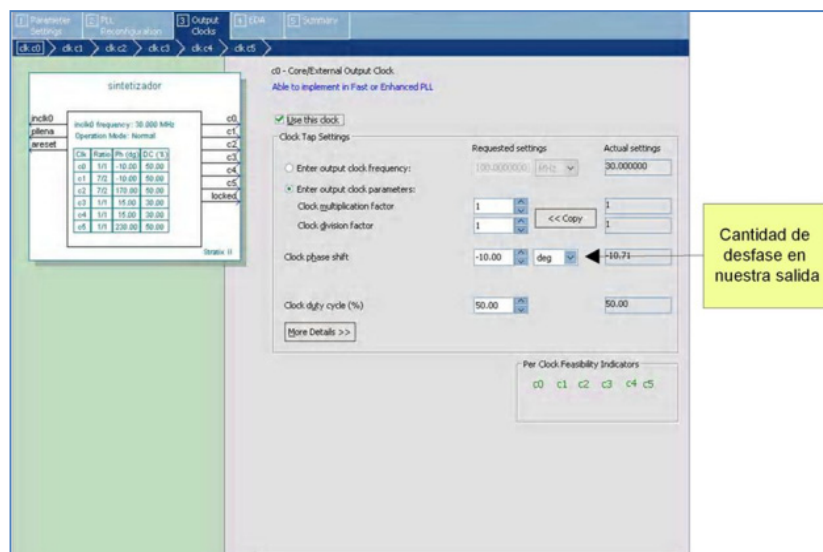 1 Parameter Settings
2 PLL Reconfiguration
3 Output Clocks
4 EDA
5 Summary
clk c0
clk c1
clk c2
clk c3
clk c4
clk c5
sintetizador
inclk0
pllena
areset
inclk0 frequency: 30.000 MHz
Operation Mode: Normal
Clk Ratio Ph (dg) DC (%)
c0 1/1 -10.00 50.00
c1 7/2 -10.00 50.00
c2 7/2 170.00 50.00
c3 1/1 15.00 30.00
c4 1/1 15.00 30.00
c5 1/1 230.00 50.00
c0
c1
c2
c3
c4
c5
locked
Stratix II
c0 - Core/External Output Clock
Able to implement in Fast or Enhanced PLL
Use this clock
Clock Tap Settings
Requested settings
Actual settings
Enter output clock frequency:
100.0000000
MHz
30.000000
Enter output clock parameters:
Clock multiplication factor
1
1
<< Copy
Clock division factor
1
1
Clock phase shift
-10.00
deg
-10.71
Clock duty cycle (%)
50.00
50.00
More Details >>
Per Clock Feasibility Indicators
c0 c1 c2 c3 c4 c5
Cantidad de
desfase en
nuestra salida